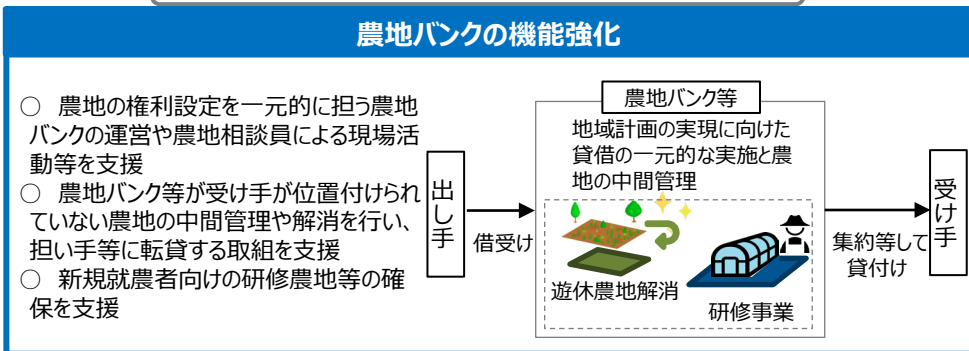 農地バンクの機能強化
○ 農地の権利設定を一元的に担う農地
バンクの運営や農地相談員による現場活
動等を支援
○ 農地バンク等が受け手が位置付けられ
ていない農地の中間管理や解消を行い、
担い手等に転貸する取組を支援
○ 新規就農者向けの研修農地等の確
保を支援
出し手
借受け
農地バンク等
地域計画の実現に向けた
貸借の一元的な実施と農
地の中間管理
遊休農地解消
研修事業
集約等して
貸付け
受け手